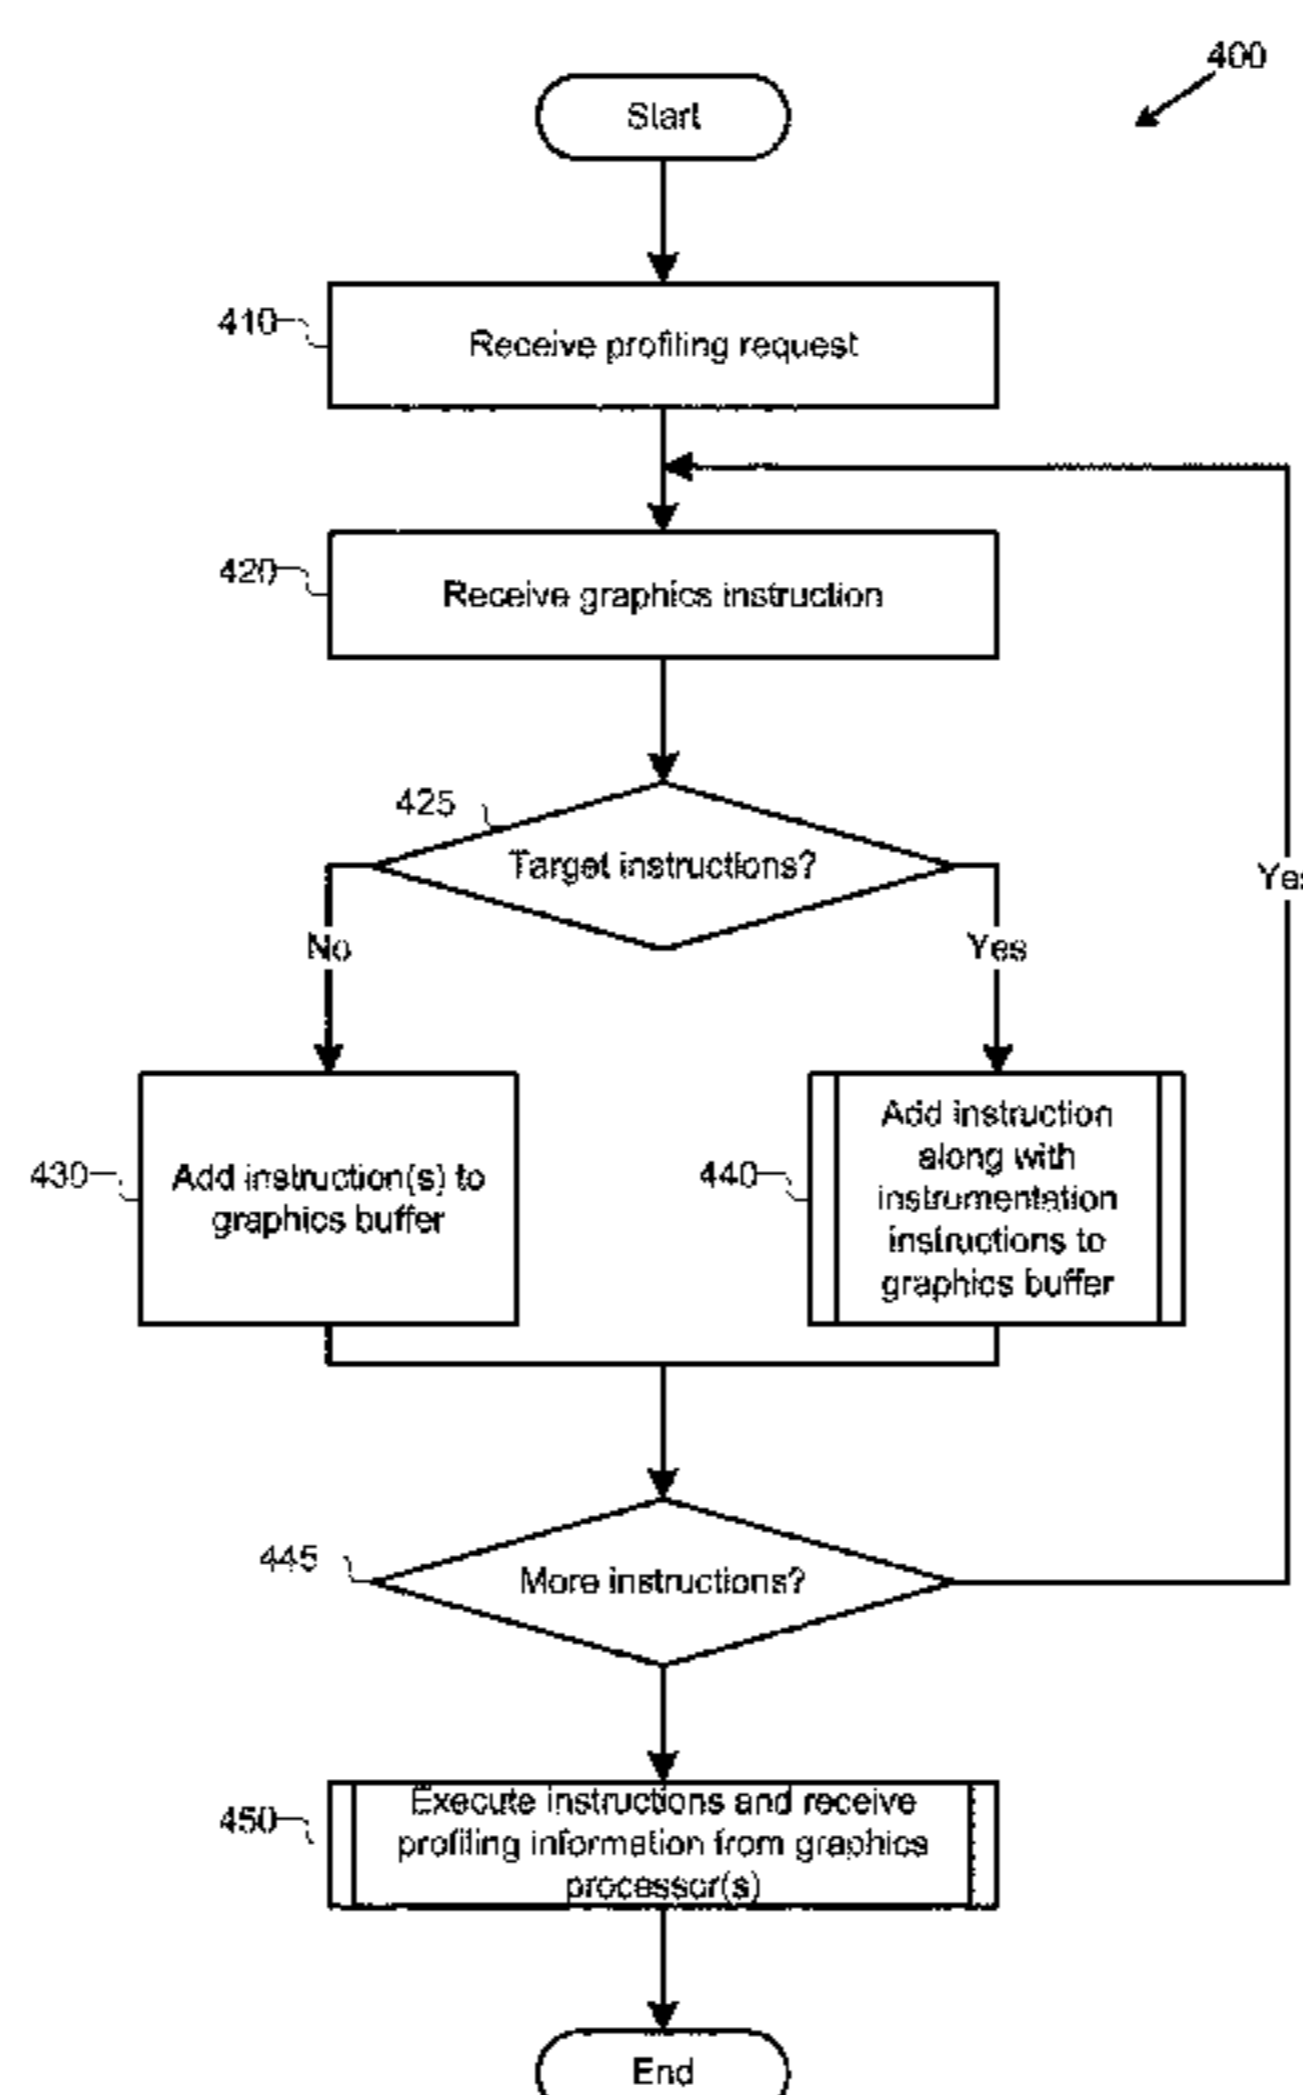 400
Start
410
Receive profiling request
420
Receive graphics instruction
425
Target instructions?
No
Yes
Yes
430
Add instruction(s) to
graphics buffer
440
Add instruction
along with
instrumentation
instructions to
graphics buffer
445
More instructions?
450
Execute instructions and receive
profiling information from graphics
processor(s)
End